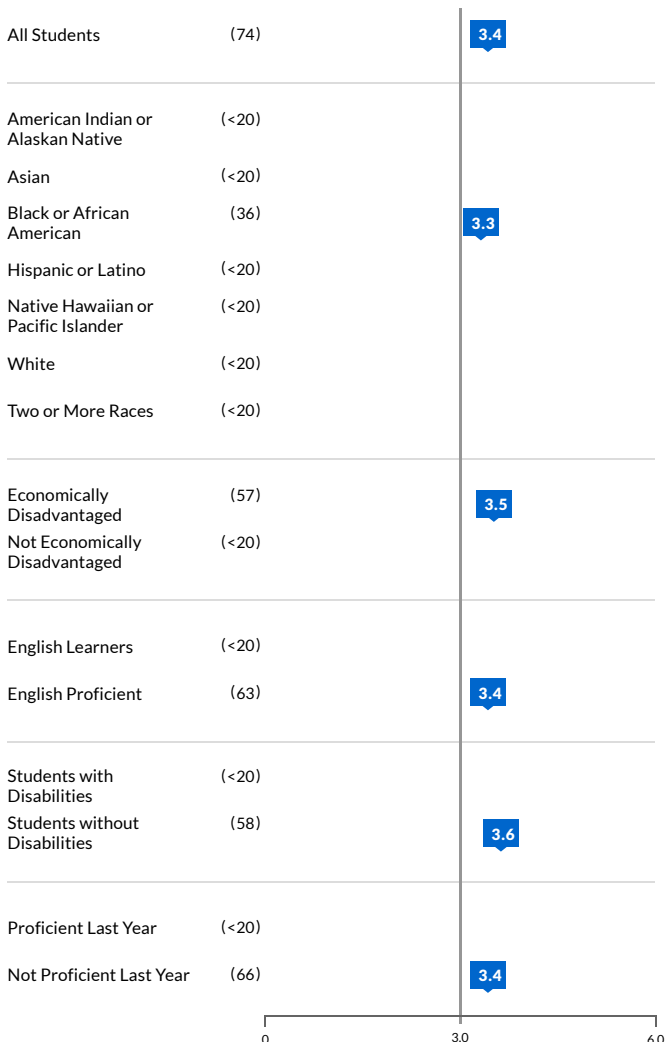 All Students (74) 3.4
American Indian or (<20)
Alaskan Native
Asian (<20)
Black or African (36) 3.3
American
Hispanic or Latino (<20)
Native Hawaiian or (<20)
Pacific Islander
White (<20)
Two or More Races (<20)
Economically (57) 3.5
Disadvantaged
Not Economically (<20)
Disadvantaged
English Learners (<20)
English Proficient (63) 3.4
Students with (<20)
Disabilities
Students without (58) 3.6
Disabilities
Proficient Last Year (<20)
Not Proficient Last Year (66) 3.4
0 3.0 6.0